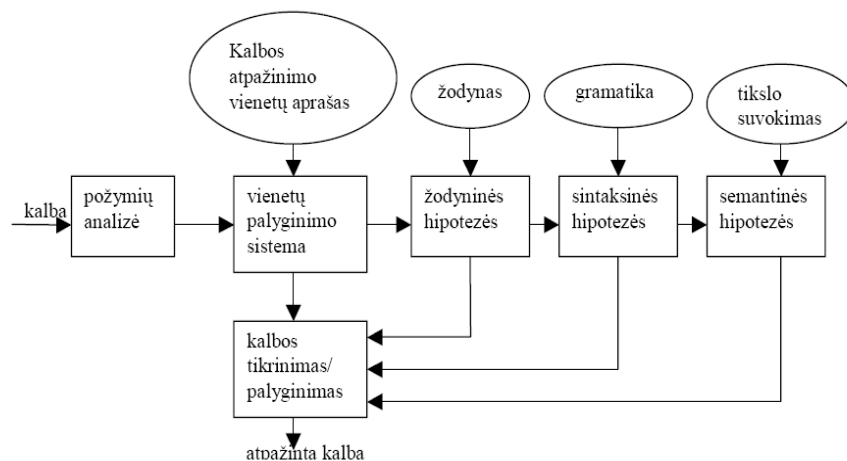 Kalbos
atpažinimo
vienetų aprašas
žodynas
gramatika
tikslo
suvokimas
kalba
požymių
analizė
vienetų
palyginimo
sistema
žodyninės
hipotezės
sintaksinės
hipotezės
semantinės
hipotezės
kalbos
tikrinimas/
palyginimas
atpažinta kalba